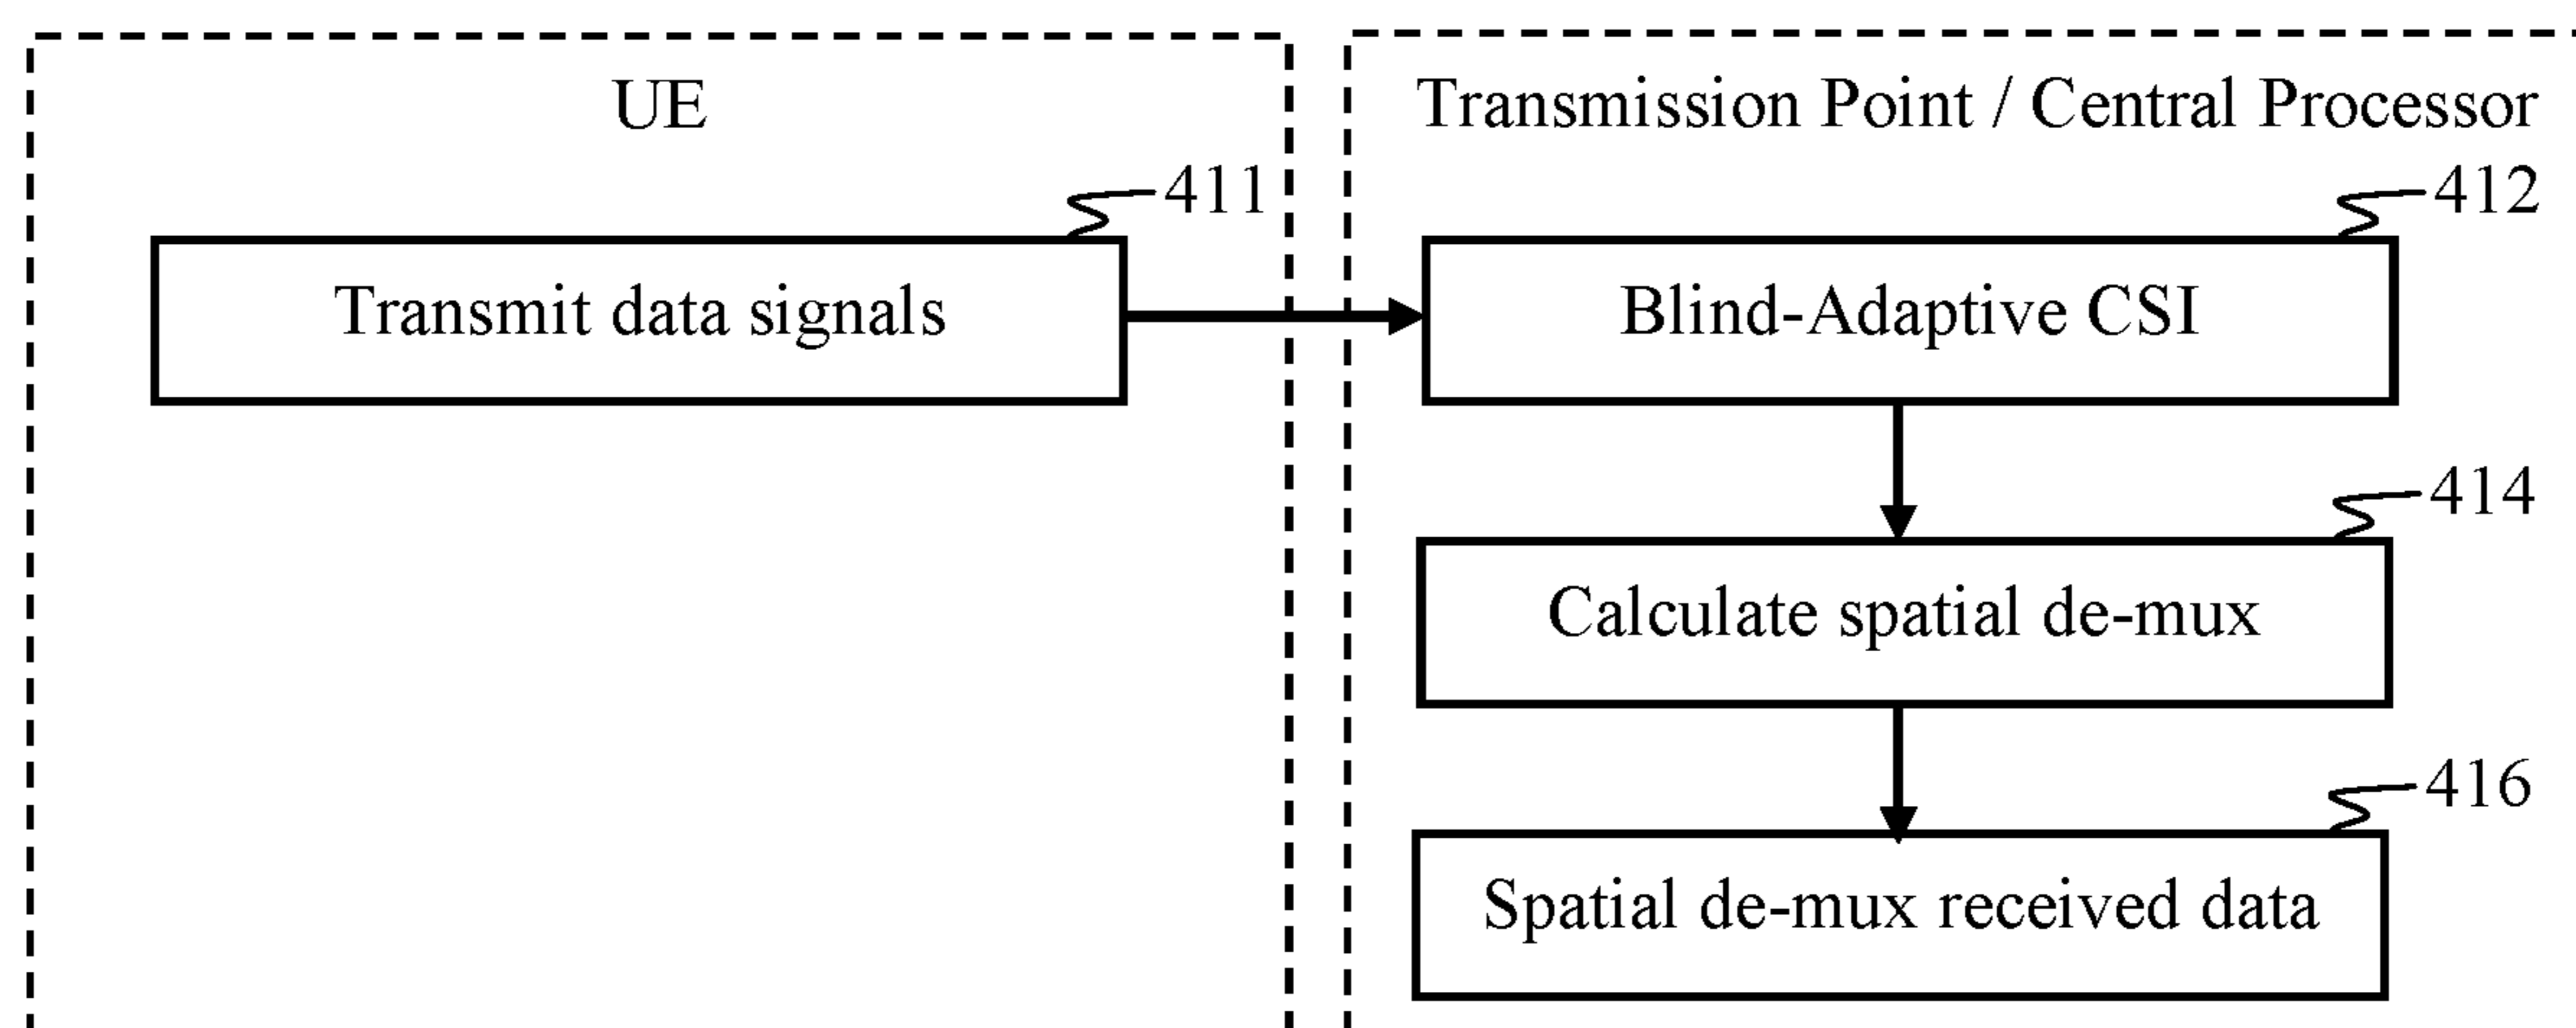 UE
Transmission Point / Central Processor
411
412
Transmit data signals
Blind-Adaptive CSI
414
Calculate spatial de-mux
416
Spatial de-mux received data